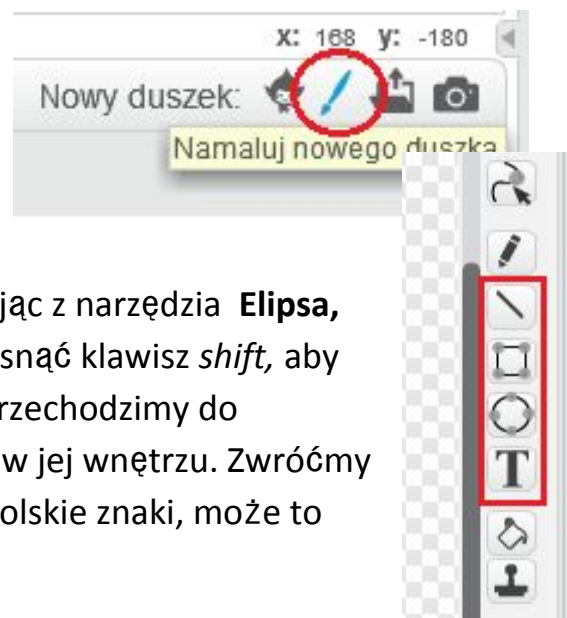 x: 168 y: -180
Nowy duszek:
Namaluj nowego duszka
jąc z narzędzia Elipsa,
snąć klawisz shift, aby
rzechodzimy do
w jej wnętrzu. Zwróćmy
olskie znaki, może to
T